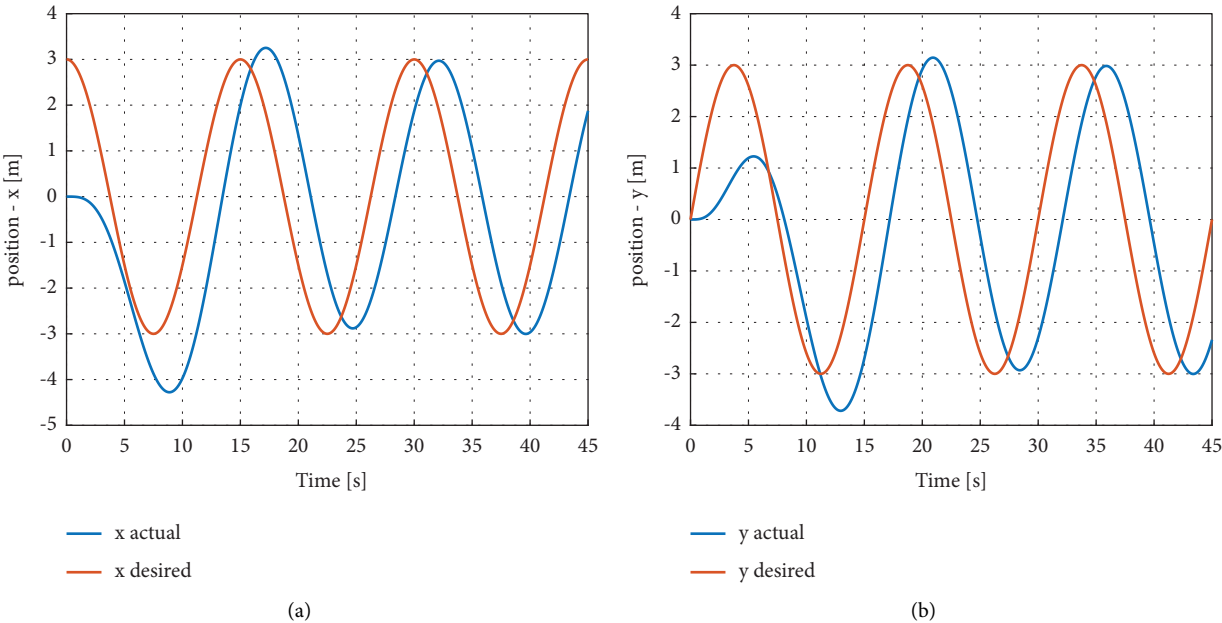 4
3
2
1
0
-1
-2
-3
-4
-5
position - x [m]
0 5 10 15 20 25 30 35 40 45
Time [s]
x actual
x desired
(a)
4
3
2
1
0
-1
-2
-3
-4
position - y [m]
0 5 10 15 20 25 30 35 40 45
Time [s]
y actual
y desired
(b)